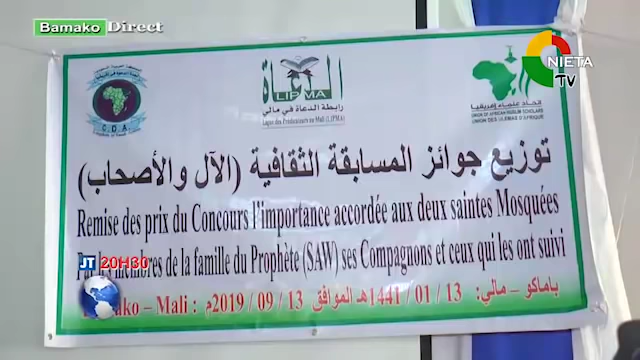 Bamako Direct
NIETA
TV
C.D.A
الدعاة
LIPMA
رابطة الدعاة في مالي
Ligue des Prédicateurs au Mali (LIPMA)
اتحاد علماء إفريقيا
UNION OF AFRICAN MUSLIM SCHOLARS
UNION DES ULEMAS D'AFRIQUE
توزيع جوائز المسابقة الثقافية (الآل والأصحاب)
Remise des prix du Concours l'importance accordée aux deux saintes Mosquées
membres de la famille du Prophète (SAW) ses Compagnons et ceux qui les ont suivi
JT 20H30
باماكو – مالي: 13 /01 /1441هـ الموافق 13 /09 /2019م
– Mali :